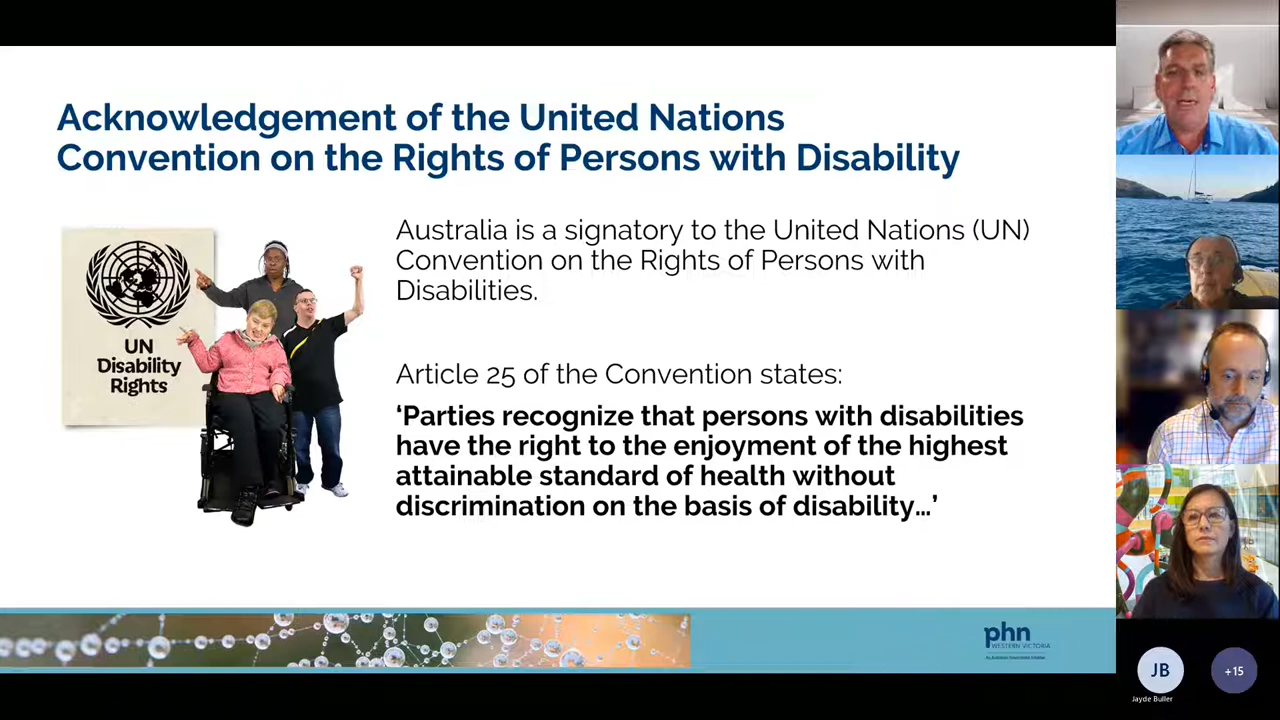 Acknowledgement of the United Nations
Convention on the Rights of Persons with Disability
UN
Disability
Rights
Australia is a signatory to the United Nations (UN)
Convention on the Rights of Persons with
Disabilities.
Article 25 of the Convention states:
‘Parties recognize that persons with disabilities
have the right to the enjoyment of the highest
attainable standard of health without
discrimination on the basis of disability…’
phn
WESTERN VICTORIA
JB
Jayde Buller
+15